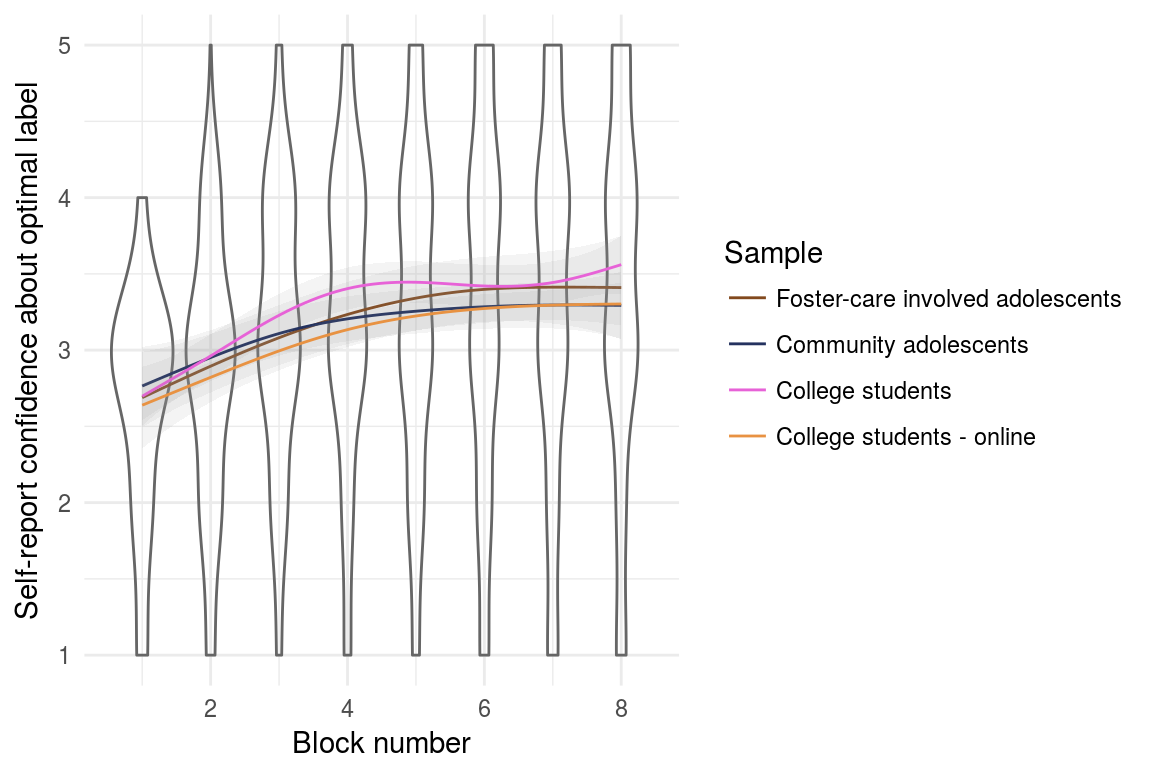 Self-report confidence about optimal label
5
4
3
2
1
2
4
6
8
Block number
Sample
Foster-care involved adolescents
Community adolescents
College students
College students - online